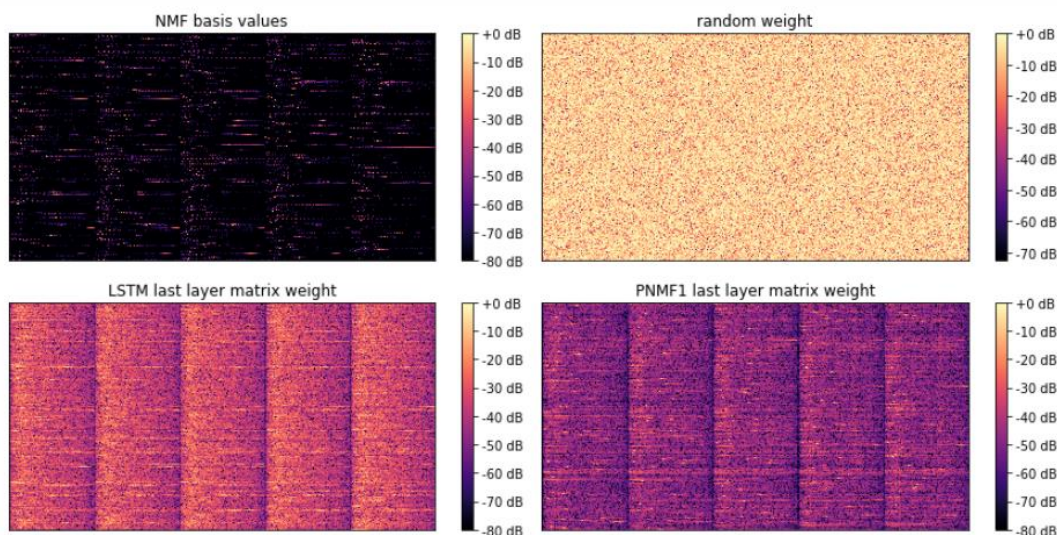 NMF basis values
+0 dB
-10 dB
-20 dB
-30 dB
-40 dB
-50 dB
-60 dB
-70 dB
-80 dB
random weight
+0 dB
-10 dB
-20 dB
-30 dB
-40 dB
-50 dB
-60 dB
-70 dB
LSTM last layer matrix weight
+0 dB
-10 dB
-20 dB
-30 dB
-40 dB
-50 dB
-60 dB
-70 dB
-80 dB
PNMF1 last layer matrix weight
+0 dB
-10 dB
-20 dB
-30 dB
-40 dB
-50 dB
-60 dB
-70 dB
-80 dB